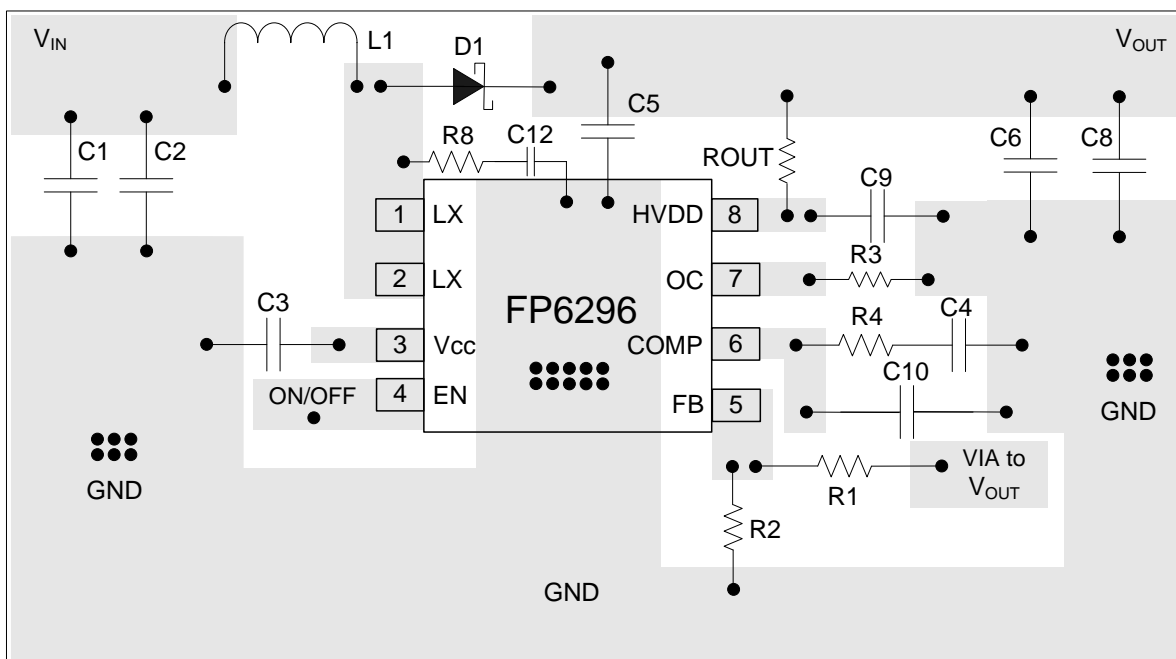 VIN
L1
D1
VOUT
C1
C2
R8
C12
C5
ROUT
C9
C6
C8
1
LX
HVDD
8
R3
2
LX
OC
7
FP6296
C3
R4
C4
3
Vcc
COMP
6
C10
ON/OFF
4
EN
FB
5
GND
GND
R1
VIA to
VOUT
R2
GND